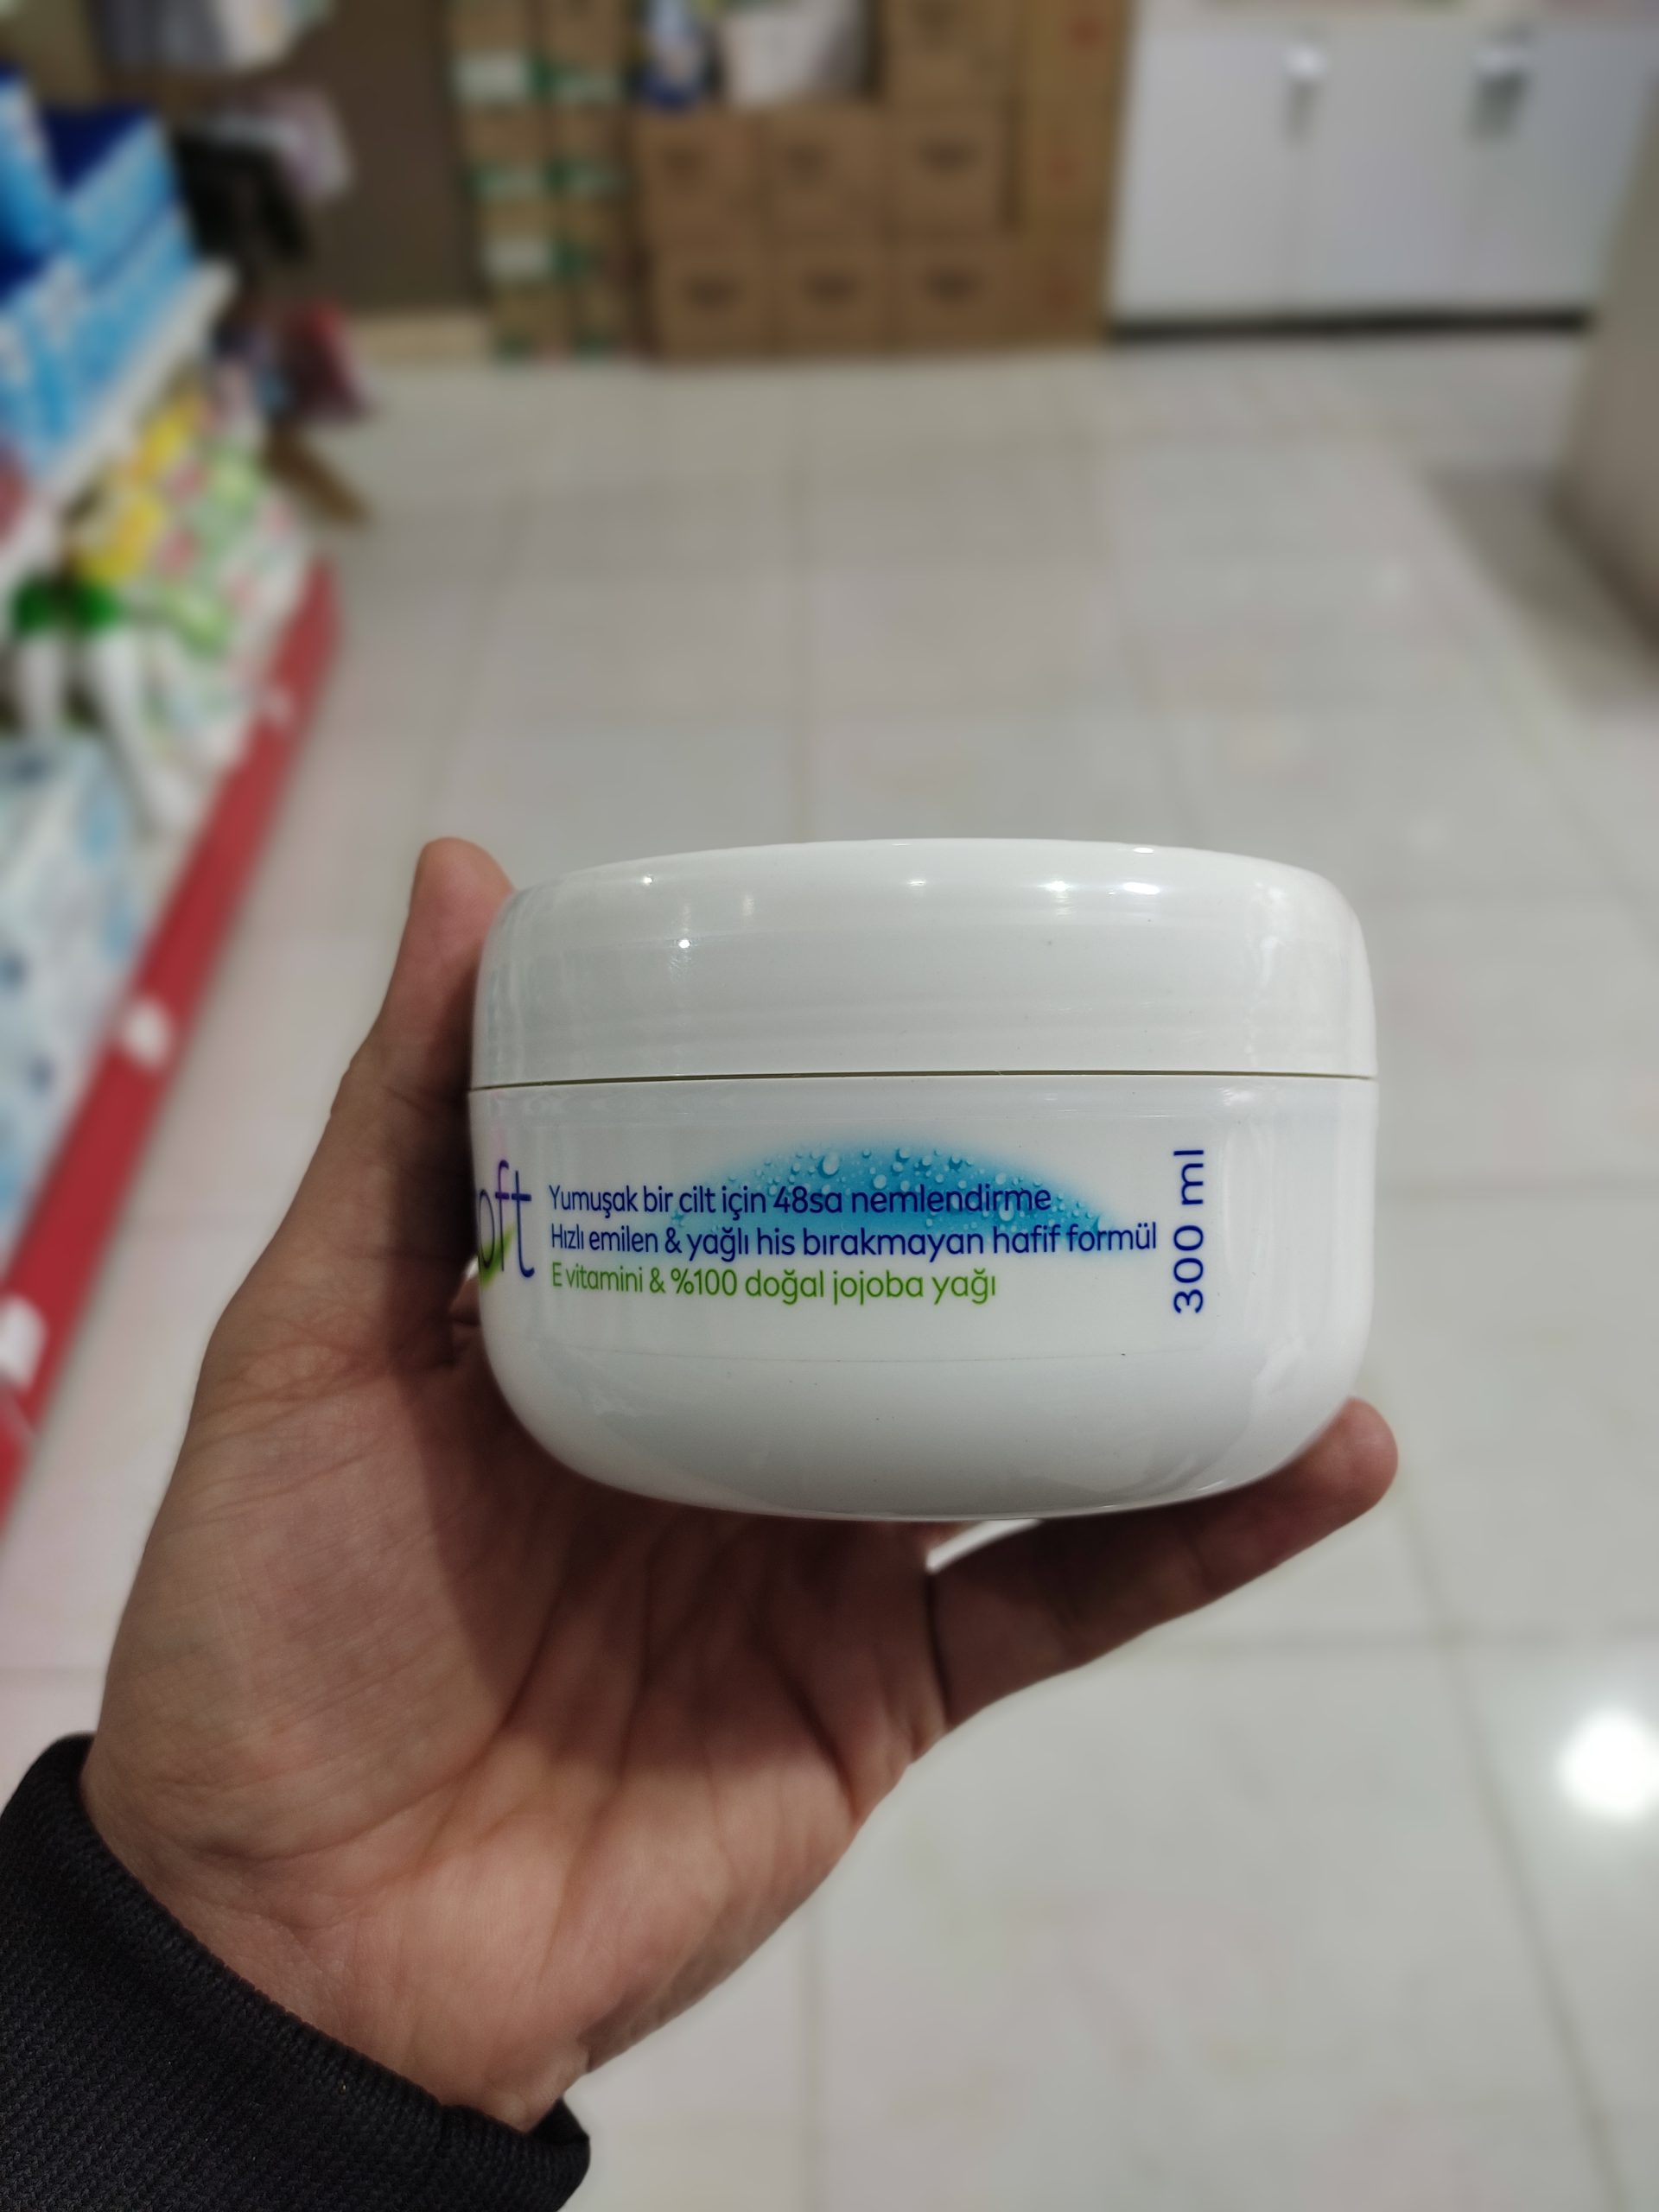 oft
Yumuşak bir cilt için 48sa nemlendirme
Hızlı emilen & yağlı his bırakmayan hafif formül
E vitamini & %100 doğal jojoba yağı
300 ml